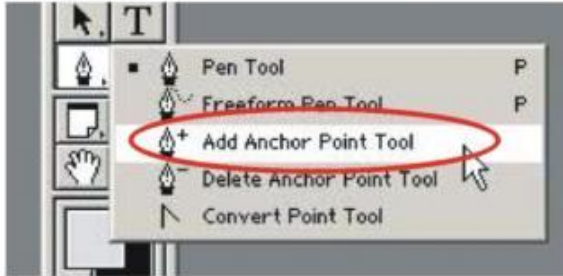 T
Pen Tool P
Freeform Pen Tool P
Add Anchor Point Tool
Delete Anchor Point Tool
Convert Point Tool